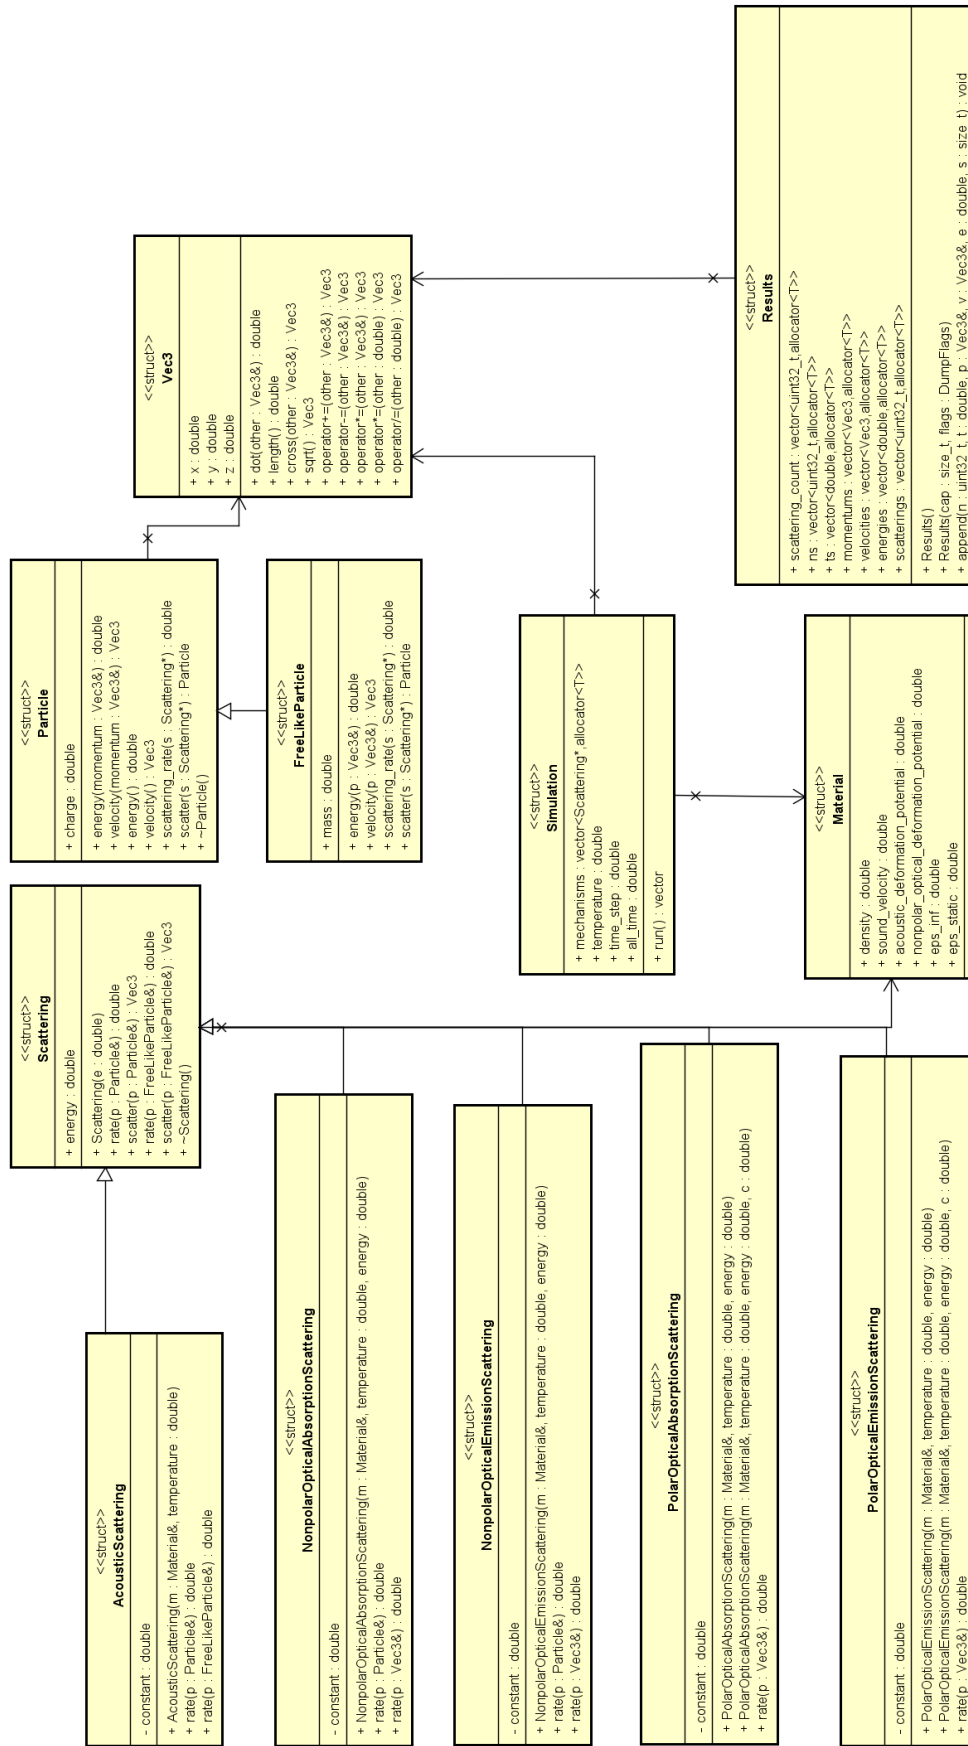 <<struct>>
AcousticScattering
- constant : double
+ AcousticScattering(m : Material&, temperature : double)
+ rate(p : Particle&) : double
+ rate(p : FreeLikeParticle&) : double
<<struct>>
NonpolarOpticalAbsorptionScattering
- constant : double
+ NonpolarOpticalAbsorptionScattering(m : Material&, temperature : double, energy : double)
+ rate(p : Particle&) : double
+ rate(p : Vec3&) : double
<<struct>>
NonpolarOpticalEmissionScattering
- constant : double
+ NonpolarOpticalEmissionScattering(m : Material&, temperature : double, energy : double)
+ rate(p : Particle&) : double
+ rate(p : Vec3&) : double
<<struct>>
PolarOpticalAbsorptionScattering
- constant : double
+ PolarOpticalAbsorptionScattering(m : Material&, temperature : double, energy : double)
+ PolarOpticalAbsorptionScattering(m : Material&, temperature : double, energy : double, c : double)
+ rate(p : Vec3&) : double
<<struct>>
PolarOpticalEmissionScattering
- constant : double
+ PolarOpticalEmissionScattering(m : Material&, temperature : double, energy : double)
+ PolarOpticalEmissionScattering(m : Material&, temperature : double, energy : double, c : double)
+ rate(p : Vec3&) : double
<<struct>>
Scattering
+ energy : double
+ Scattering(e : double)
+ rate(p : Particle&) : double
+ scatter(p : Particle&) : Vec3
+ rate(p : FreeLikeParticle&) : double
+ scatter(p : FreeLikeParticle&) : Vec3
+ ~Scattering()
<<struct>>
Particle
+ charge : double
+ energy(momentum : Vec3&) : double
+ velocity(momentum : Vec3&) : Vec3
+ energy() : double
+ velocity() : Vec3
+ scattering_rate(s : Scattering*) : double
+ scatter(s : Scattering*) : Particle
+ ~Particle()
<<struct>>
FreeLikeParticle
+ mass : double
+ energy(p : Vec3&) : double
+ velocity(p : Vec3&) : Vec3
+ scattering_rate(s : Scattering*) : double
+ scatter(s : Scattering*) : Particle
<<struct>>
Simulation
+ mechanisms : vector<Scattering*,allocator<T>>
+ temperature : double
+ time_step : double
+ all_time : double
+ run() : vector
<<struct>>
Material
+ density : double
+ sound_velocity : double
+ acoustic_deformation_potential : double
+ nonpolar_optical_deformation_potential : double
+ eps_inf : double
+ eps_static : double
<<struct>>
Vec3
+ x : double
+ y : double
+ z : double
+ dot(other : Vec3&) : double
+ length() : double
+ cross(other : Vec3&) : Vec3
+ sqrt() : Vec3
+ operator+=(other : Vec3&) : Vec3
+ operator-=(other : Vec3&) : Vec3
+ operator*=(other : Vec3&) : Vec3
+ operator*=(other : double) : Vec3
+ operator/=(other : double) : Vec3
<<struct>>
Results
+ scattering_count : vector<uint32_t,allocator<T>>
+ ns : vector<uint32_t,allocator<T>>
+ ts : vector<double,allocator<T>>
+ momentums : vector<Vec3,allocator<T>>
+ velocities : vector<Vec3,allocator<T>>
+ energies : vector<double,allocator<T>>
+ scatterings : vector<uint32_t,allocator<T>>
+ Results()
+ Results(cap : size_t, flags : DumpFlags)
+ append(n : uint32_t, t : double, p : Vec3&, v : Vec3&, e : double, s : size_t) : void